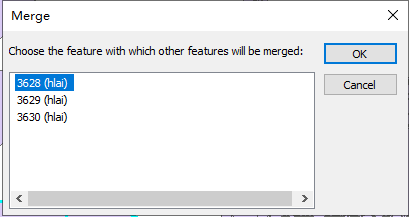 Merge
Choose the feature with which other features will be merged:
OK
3628 (hlai)
Cancel
3629 (hlai)
3630 (hlai)